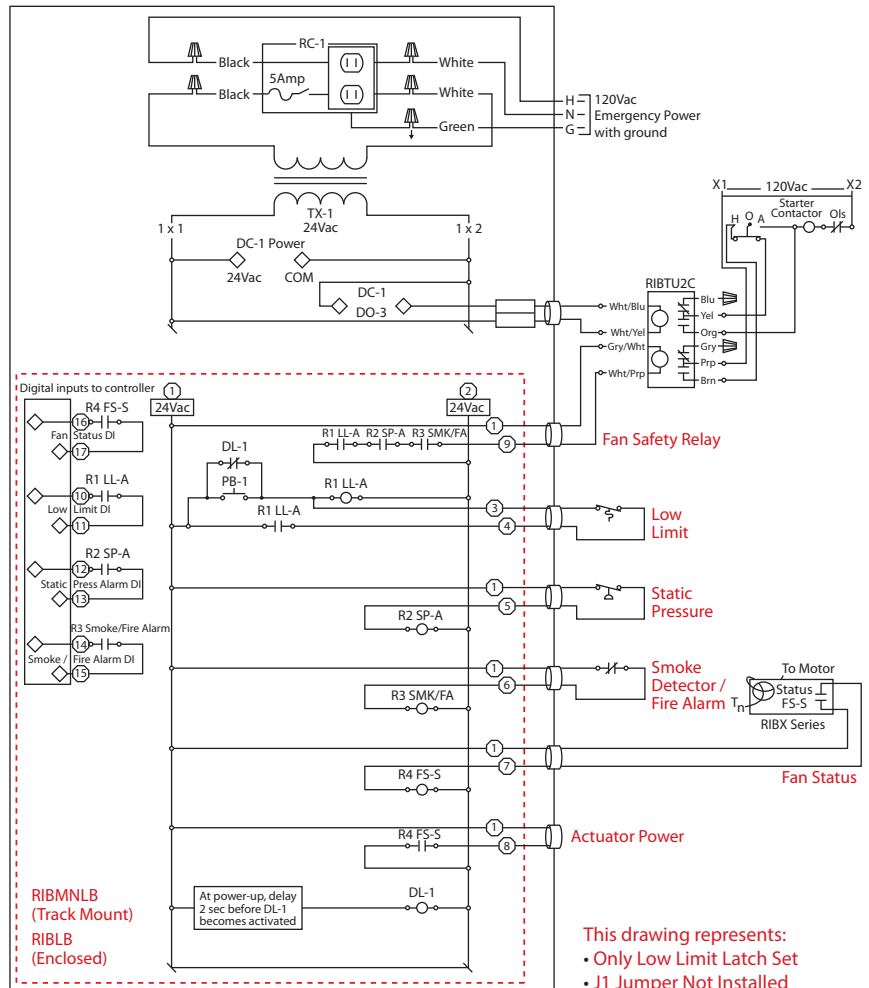 RC-1
Black
White
5Amp
Black
White
Green
H
N
G
120Vac
Emergency Power
with ground
TX-1
24Vac
1 x 1
1 x 2
DC-1 Power
24Vac
COM
DC-1
DO-3
X1
120Vac
X2
Starter
Contactor
Ols
H
O
A
RIBTU2C
Wht/Blu
Wht/Yel
Gry/Wht
Wht/Prp
Blu
Yel
Org
Gry
Prp
Brn
Digital inputs to controller
1
24Vac
2
24Vac
16
R4 FS-S
Fan Status DI
17
10
R1 LL-A
Low Limit DI
11
12
R2 SP-A
Static Press Alarm DI
13
R3 Smoke/Fire Alarm
14
Smoke / Fire Alarm DI
15
1
R1 LL-A
R2 SP-A
R3 SMK/FA
9
Fan Safety Relay
DL-1
PB-1
R1 LL-A
3
R1 LL-A
4
Low
Limit
1
5
R2 SP-A
Static
Pressure
1
6
R3 SMK/FA
Smoke
Detector /
Fire Alarm
To Motor
Status
FS-S
Tn
RIBX Series
1
7
R4 FS-S
Fan Status
1
R4 FS-S
8
Actuator Power
At power-up, delay
2 sec before DL-1
becomes activated
DL-1
RIBMNLB
(Track Mount)
RIBLB
(Enclosed)
This drawing represents:
• Only Low Limit Latch Set
• J1 Jumper Not Installed